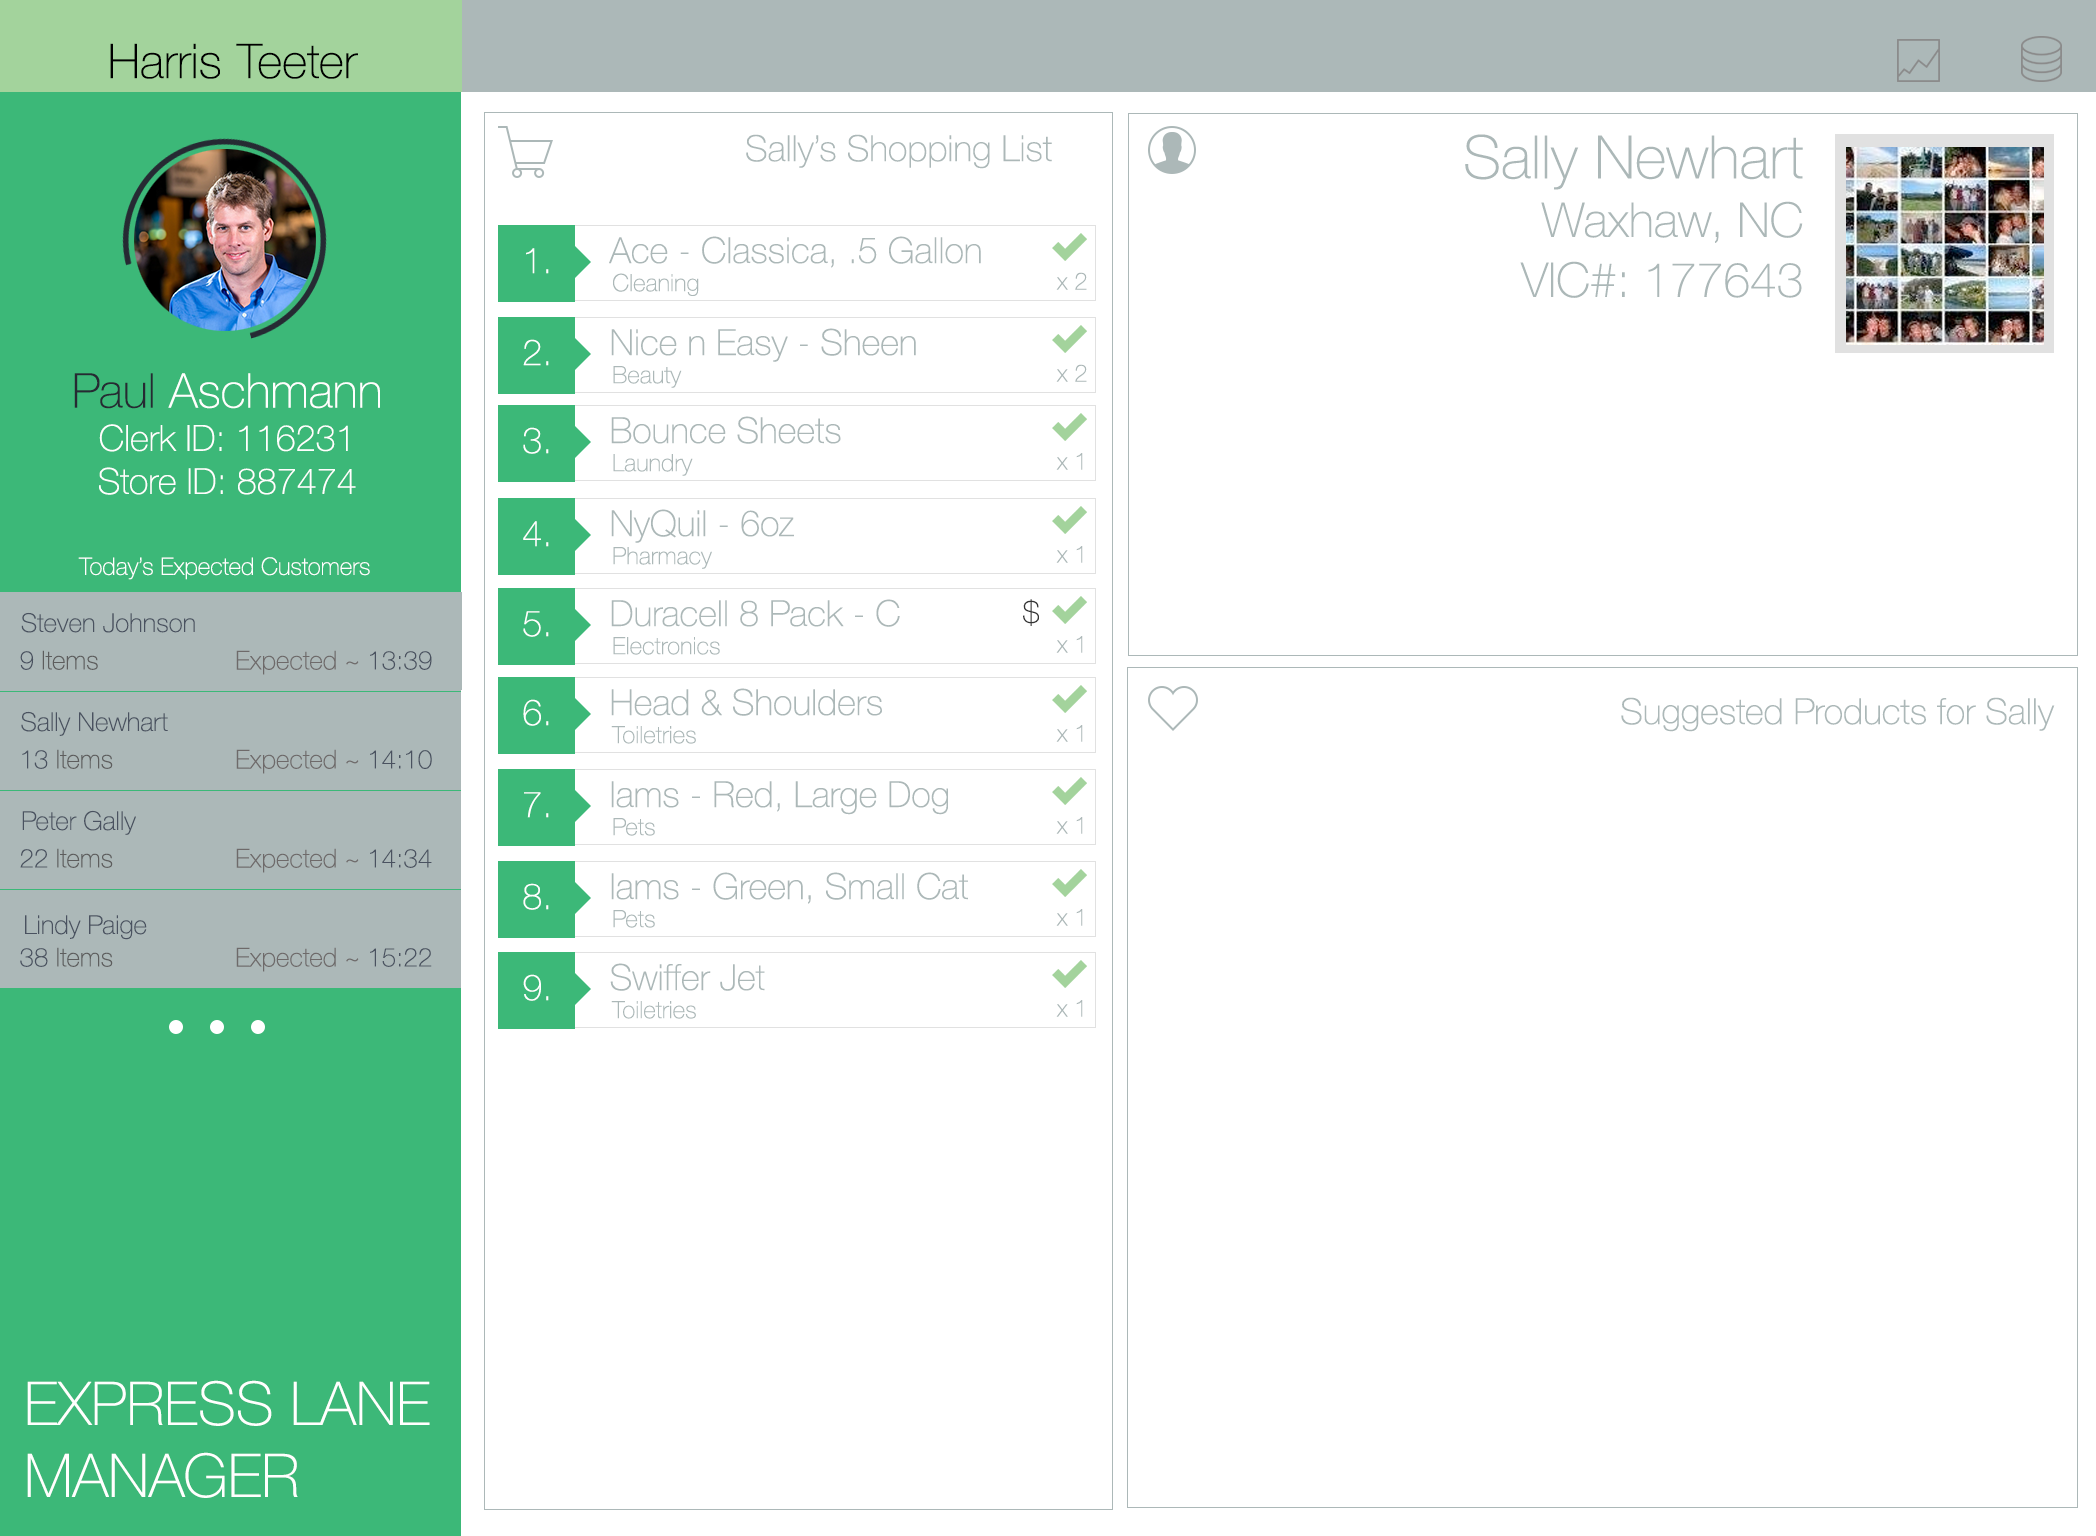 Harris Teeter
Paul Aschmann
Clerk ID: 116231
Store ID: 887474
Today's Expected Customers
Steven Johnson
9 Items Expected ~ 13:39
Sally Newhart
13 Items Expected ~ 14:10
Peter Gally
22 Items Expected ~ 14:34
Lindy Paige
38 Items Expected ~ 15:22
EXPRESS LANE
MANAGER
Sally's Shopping List
1. Ace - Classica, .5 Gallon
Cleaning x 2
2. Nice n Easy - Sheen
Beauty x 2
3. Bounce Sheets
Laundry x 1
4. NyQuil - 6oz
Pharmacy x 1
5. Duracell 8 Pack - C $
Electronics x 1
6. Head & Shoulders
Toiletries x 1
7. Iams - Red, Large Dog
Pets x 1
8. Iams - Green, Small Cat
Pets x 1
9. Swiffer Jet
Toiletries x 1
Sally Newhart
Waxhaw, NC
VIC#: 177643
Suggested Products for Sally